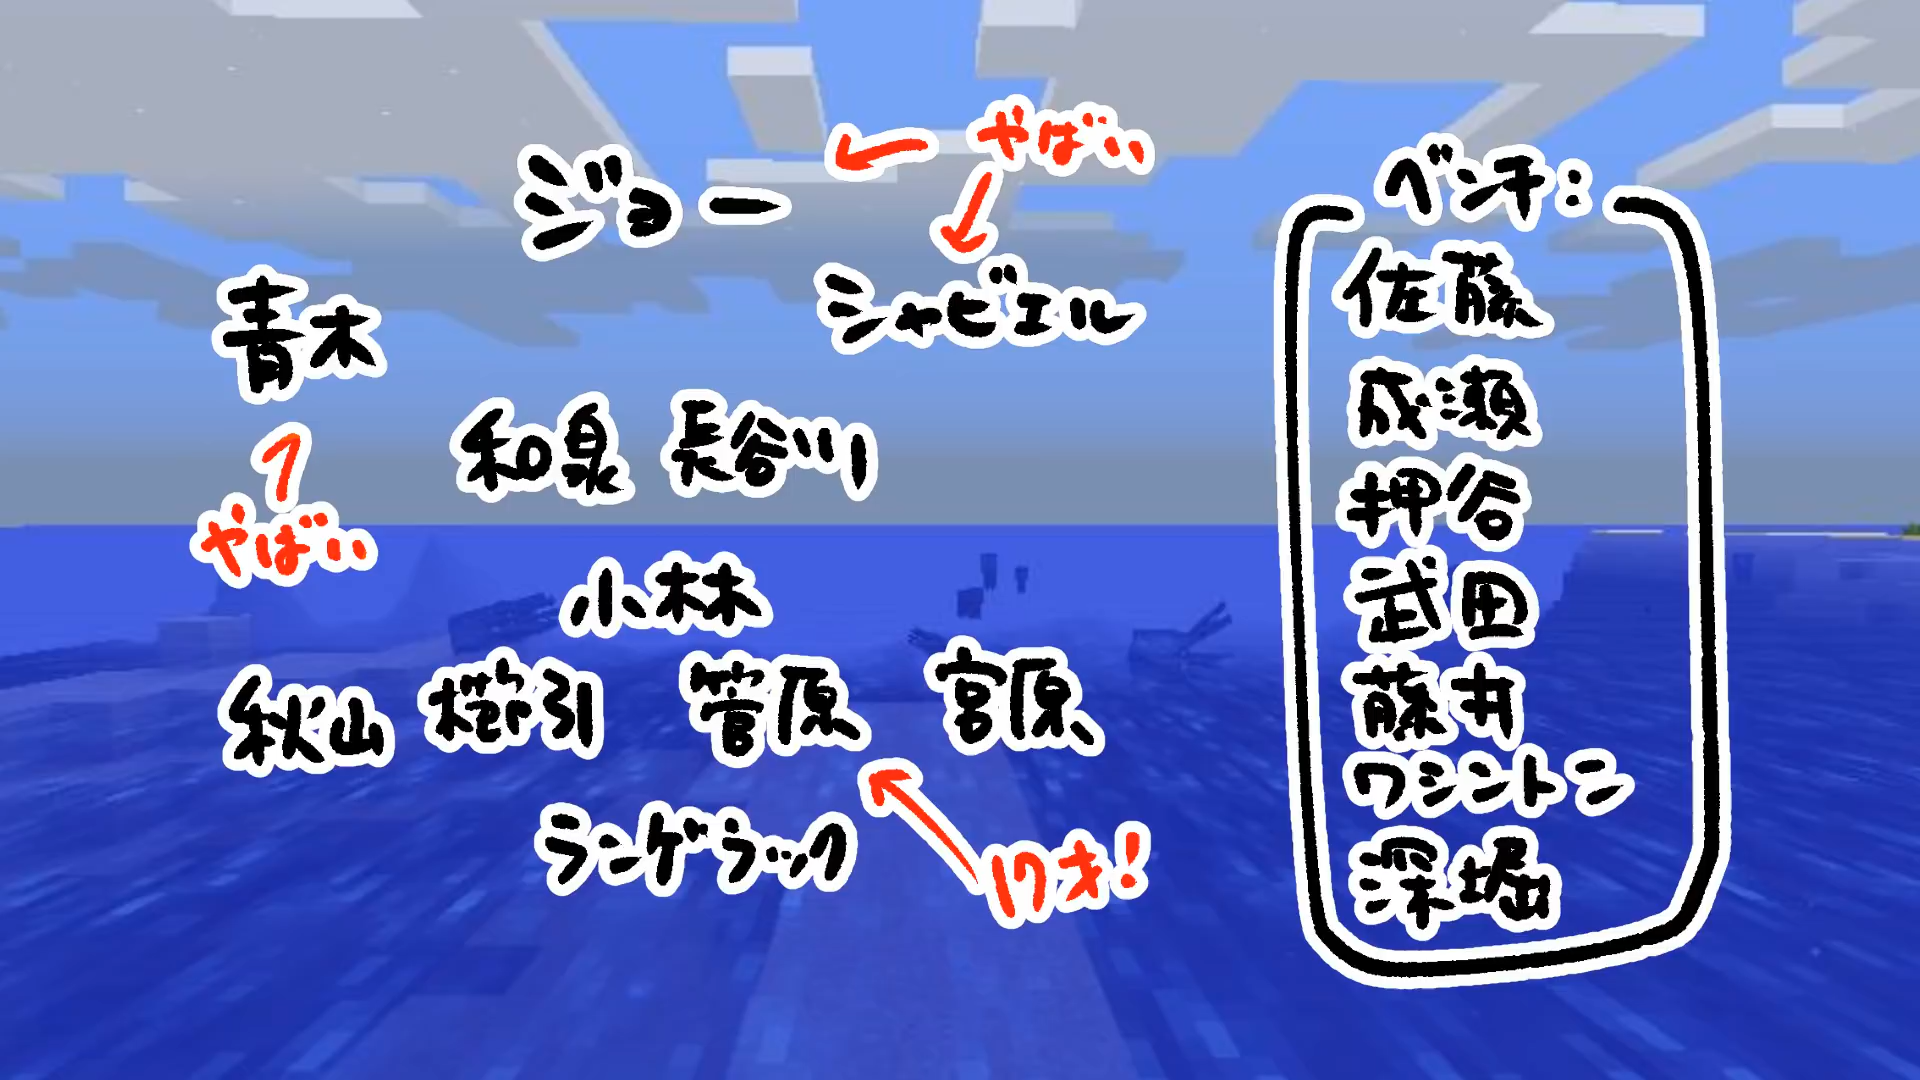 やばい
ジョー
シャビエル
青木
やばい
和泉 長谷川
小林
秋山 櫛引 菅原 宮原
ランゲラック
17才!
ベンチ:
佐藤
成瀬
押谷
武田
藤井
ワシントン
深堀